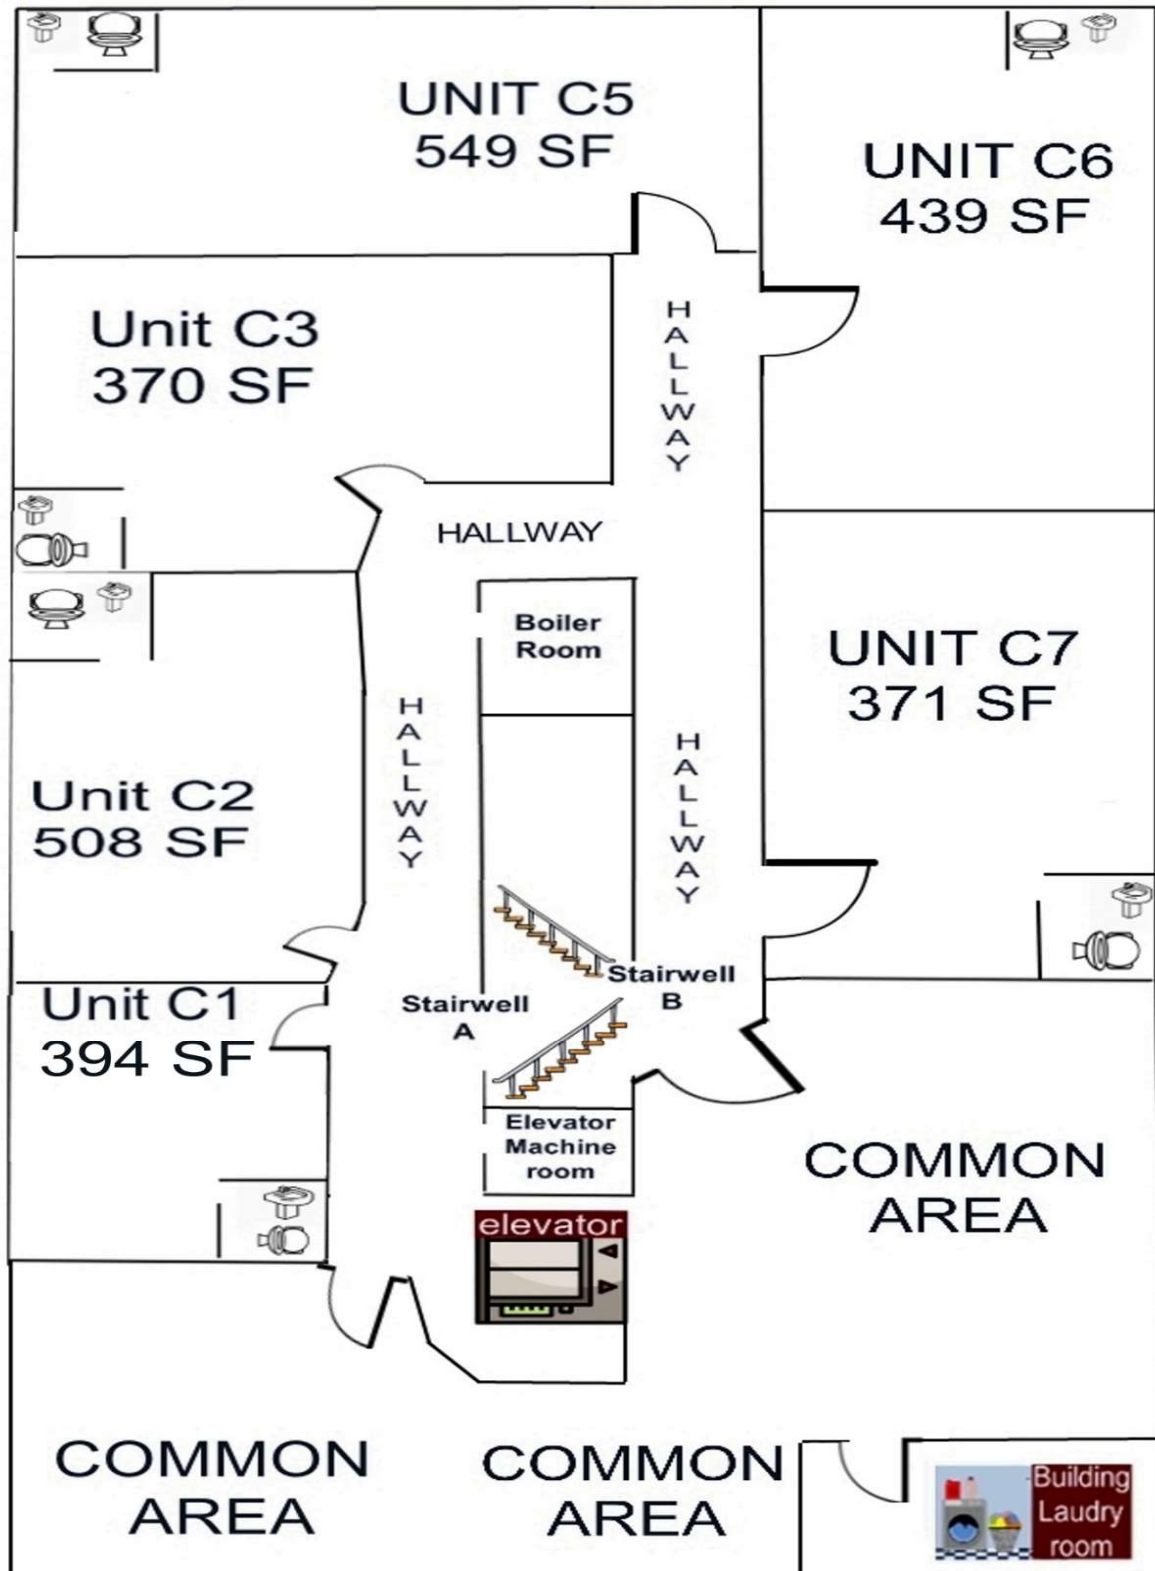 UNIT C5
549 SF
UNIT C6
439 SF
Unit C3
370 SF
HALLWAY
HALLWAY
Boiler
Room
UNIT C7
371 SF
HALLWAY
HALLWAY
Unit C2
508 SF
Stairwell
B
Stairwell
A
Unit C1
394 SF
Elevator
Machine
room
COMMON
AREA
elevator
COMMON
AREA
COMMON
AREA
Building
Laudry
room